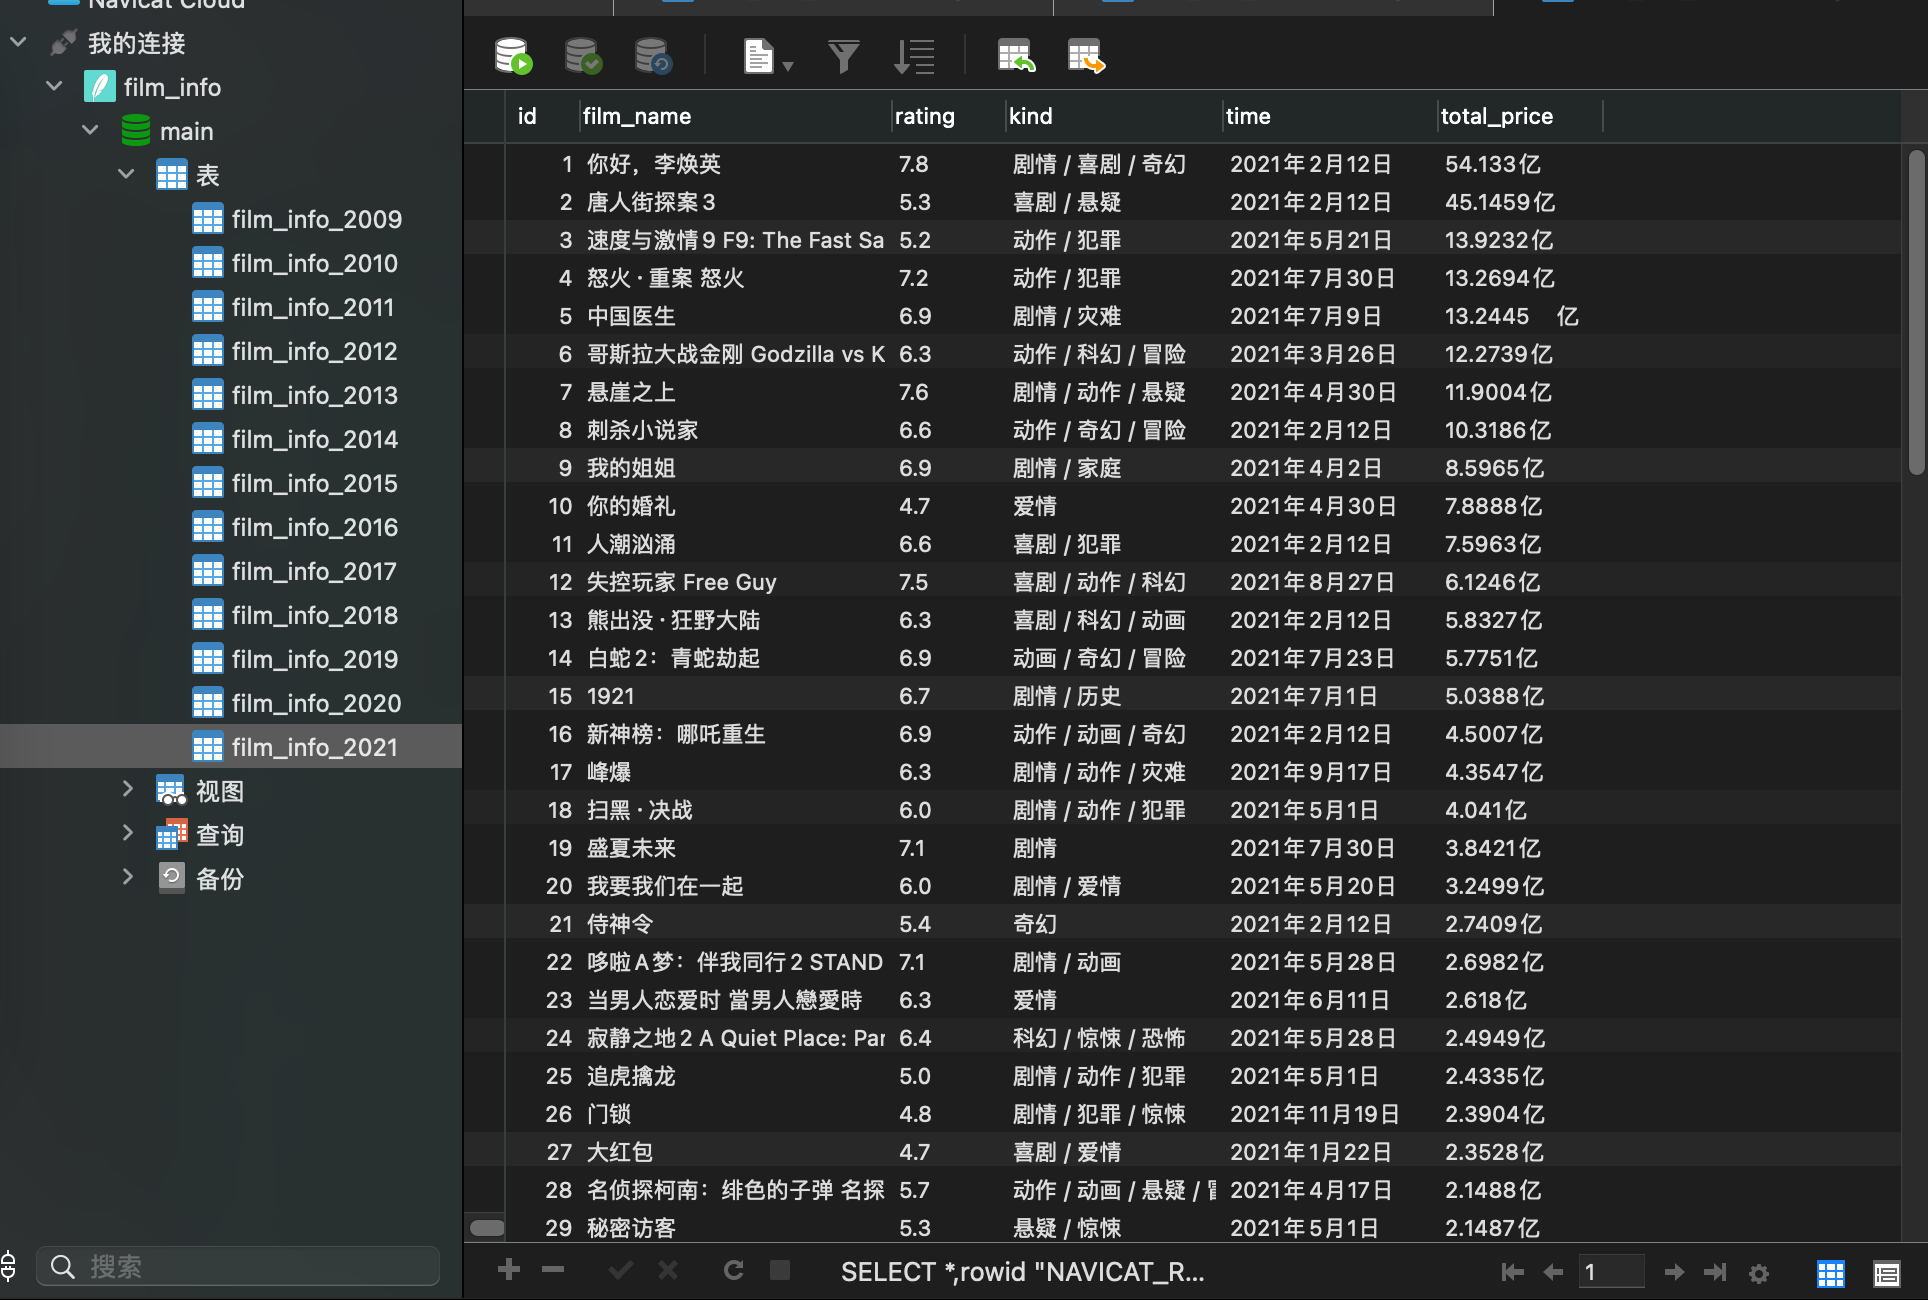 Navicat Cloud
我的连接
film_info
main
表
film_info_2009
film_info_2010
film_info_2011
film_info_2012
film_info_2013
film_info_2014
film_info_2015
film_info_2016
film_info_2017
film_info_2018
film_info_2019
film_info_2020
film_info_2021
视图
查询
备份
搜索
id film_name rating kind time total_price
1 你好，李焕英 7.8 剧情 / 喜剧 / 奇幻 2021年2月12日 54.133亿
2 唐人街探案3 5.3 喜剧 / 悬疑 2021年2月12日 45.1459亿
3 速度与激情9 F9: The Fast Sa 5.2 动作 / 犯罪 2021年5月21日 13.9232亿
4 怒火·重案 怒火 7.2 动作 / 犯罪 2021年7月30日 13.2694亿
5 中国医生 6.9 剧情 / 灾难 2021年7月9日 13.2445 亿
6 哥斯拉大战金刚 Godzilla vs K 6.3 动作 / 科幻 / 冒险 2021年3月26日 12.2739亿
7 悬崖之上 7.6 剧情 / 动作 / 悬疑 2021年4月30日 11.9004亿
8 刺杀小说家 6.6 动作 / 奇幻 / 冒险 2021年2月12日 10.3186亿
9 我的姐姐 6.9 剧情 / 家庭 2021年4月2日 8.5965亿
10 你的婚礼 4.7 爱情 2021年4月30日 7.8888亿
11 人潮汹涌 6.6 喜剧 / 犯罪 2021年2月12日 7.5963亿
12 失控玩家 Free Guy 7.5 喜剧 / 动作 / 科幻 2021年8月27日 6.1246亿
13 熊出没·狂野大陆 6.3 喜剧 / 科幻 / 动画 2021年2月12日 5.8327亿
14 白蛇2：青蛇劫起 6.9 动画 / 奇幻 / 冒险 2021年7月23日 5.7751亿
15 1921 6.7 剧情 / 历史 2021年7月1日 5.0388亿
16 新神榜：哪吒重生 6.9 动作 / 动画 / 奇幻 2021年2月12日 4.5007亿
17 峰爆 6.3 剧情 / 动作 / 灾难 2021年9月17日 4.3547亿
18 扫黑·决战 6.0 剧情 / 动作 / 犯罪 2021年5月1日 4.041亿
19 盛夏未来 7.1 剧情 2021年7月30日 3.8421亿
20 我要我们在一起 6.0 剧情 / 爱情 2021年5月20日 3.2499亿
21 侍神令 5.4 奇幻 2021年2月12日 2.7409亿
22 哆啦A梦：伴我同行2 STAND 7.1 剧情 / 动画 2021年5月28日 2.6982亿
23 当男人恋爱时 當男人戀愛時 6.3 爱情 2021年6月11日 2.618亿
24 寂静之地2 A Quiet Place: Par 6.4 科幻 / 惊悚 / 恐怖 2021年5月28日 2.4949亿
25 追虎擒龙 5.0 剧情 / 动作 / 犯罪 2021年5月1日 2.4335亿
26 门锁 4.8 剧情 / 犯罪 / 惊悚 2021年11月19日 2.3904亿
27 大红包 4.7 喜剧 / 爱情 2021年1月22日 2.3528亿
28 名侦探柯南：绯色的子弹 名探 5.7 动作 / 动画 / 悬疑 / 2021年4月17日 2.1488亿
29 秘密访客 5.3 悬疑 / 惊悚 2021年5月1日 2.1487亿
SELECT *,rowid "NAVICAT_R... 1